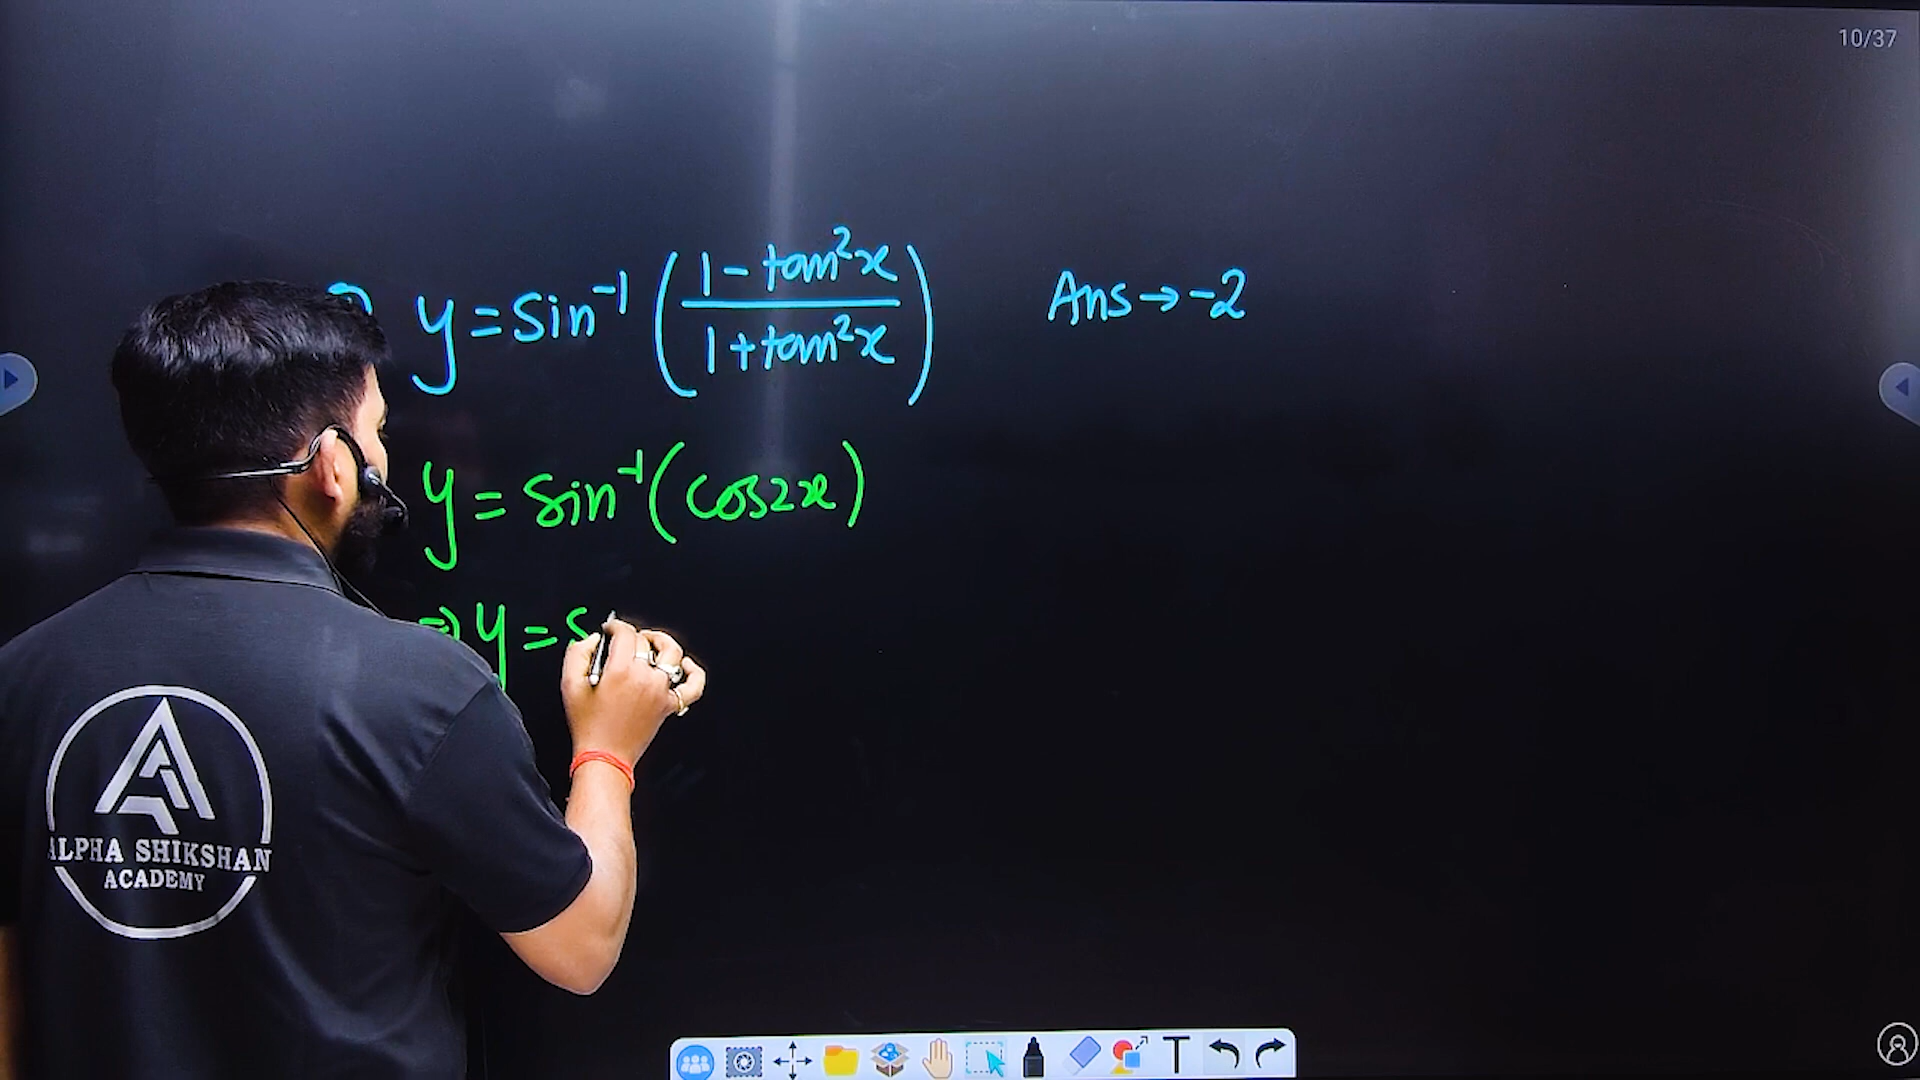 10/37
y = sin⁻¹ ( (1 - tan²x) / (1 + tan²x) ) Ans → -2
y = sin⁻¹ (cos2x)
⇒ y = s
ALPHA SHIKSHAN
ACADEMY
T